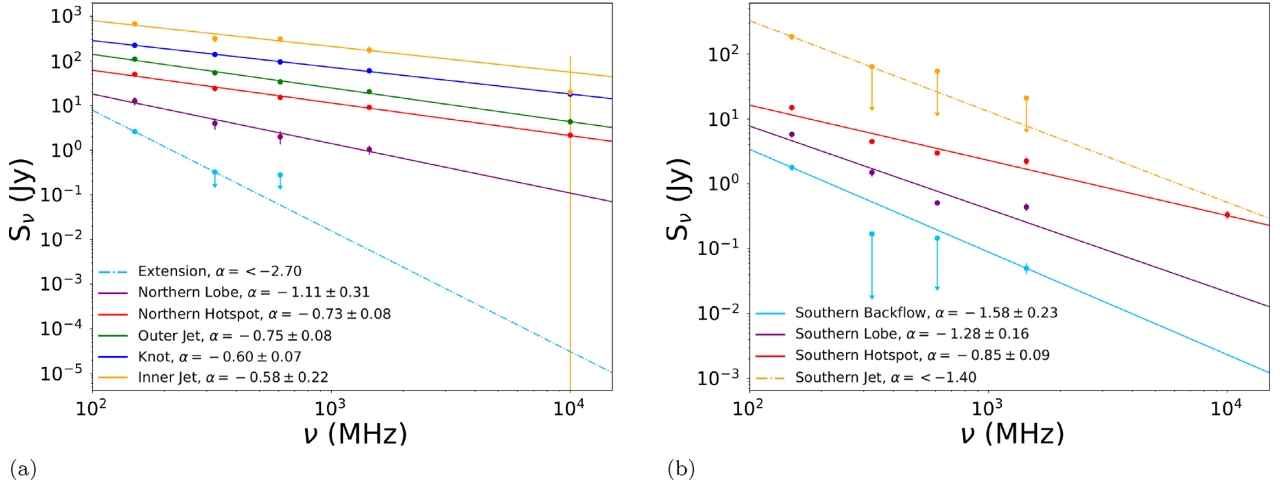 10³
10²
10¹
10⁰
10⁻¹
10⁻²
10⁻³
10⁻⁴
10⁻⁵
Sν (Jy)
Extension, α = < −2.70
Northern Lobe, α = −1.11 ± 0.31
Northern Hotspot, α = −0.73 ± 0.08
Outer Jet, α = −0.75 ± 0.08
Knot, α = −0.60 ± 0.07
Inner Jet, α = −0.58 ± 0.22
10² 10³ 10⁴
ν (MHz)
(a)
10²
10¹
10⁰
10⁻¹
10⁻²
10⁻³
Sν (Jy)
Southern Backflow, α = −1.58 ± 0.23
Southern Lobe, α = −1.28 ± 0.16
Southern Hotspot, α = −0.85 ± 0.09
Southern Jet, α = < −1.40
10² 10³ 10⁴
ν (MHz)
(b)